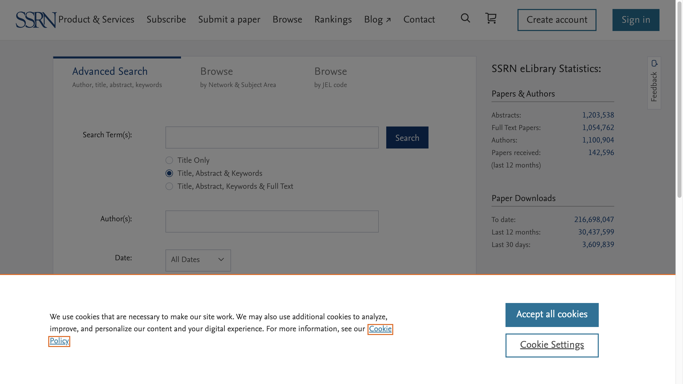 SSRN Product & Services Subscribe Submit a paper Browse Rankings Blog ↗ Contact Create account Sign in
Advanced Search
Author, title, abstract, keywords
Browse
by Network & Subject Area
Browse
by JEL code
Search Term(s):
Search
Title Only
Title, Abstract & Keywords
Title, Abstract, Keywords & Full Text
Author(s):
Date:
All Dates
SSRN eLibrary Statistics:
Papers & Authors
Abstracts: 1,203,538
Full Text Papers: 1,054,762
Authors: 1,100,904
Papers received: 142,596
(last 12 months)
Paper Downloads
To date: 216,698,047
Last 12 months: 30,437,599
Last 30 days: 3,609,839
Feedback
We use cookies that are necessary to make our site work. We may also use additional cookies to analyze,
improve, and personalize our content and your digital experience. For more information, see our Cookie
Policy
Accept all cookies
Cookie Settings